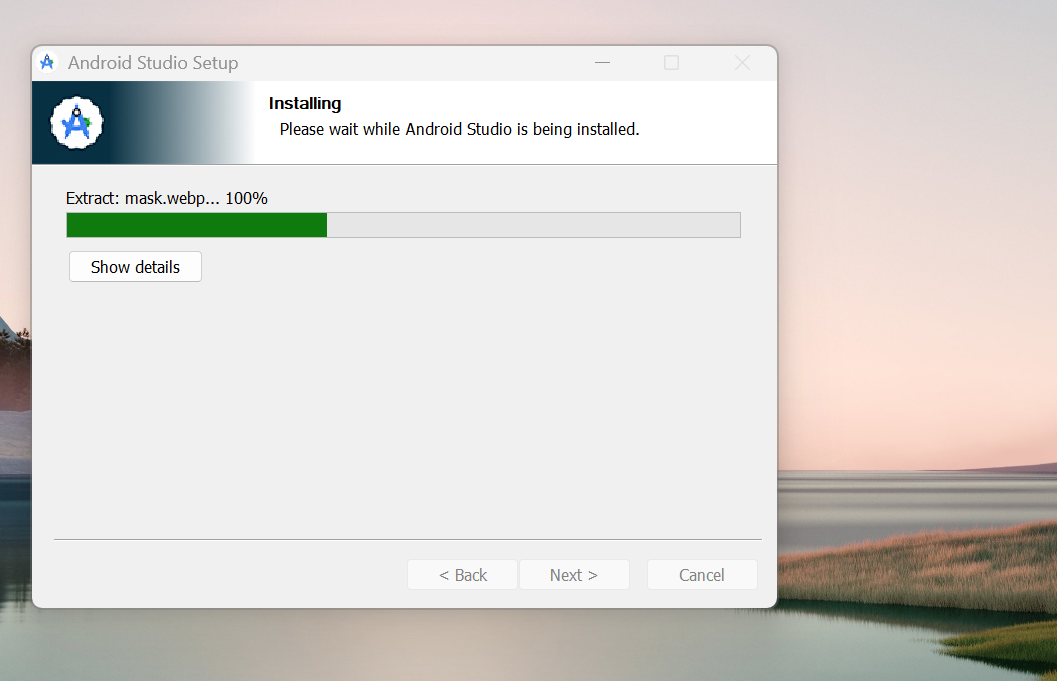 Android Studio Setup
Installing
Please wait while Android Studio is being installed.
Extract: mask.webp... 100%
Show details
< Back
Next >
Cancel